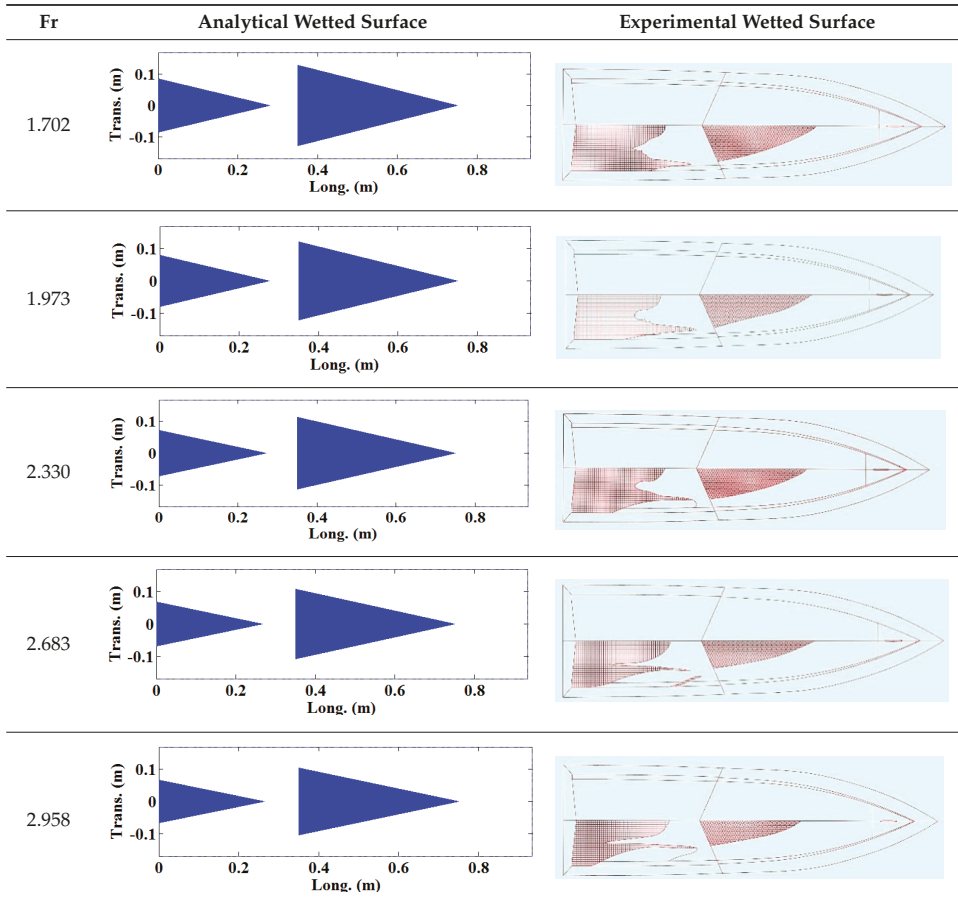 Fr Analytical Wetted Surface Experimental Wetted Surface
1.702
Trans. (m)
0.1
0
-0.1
0 0.2 0.4 0.6 0.8
Long. (m)
1.973
Trans. (m)
0.1
0
-0.1
0 0.2 0.4 0.6 0.8
Long. (m)
2.330
Trans. (m)
0.1
0
-0.1
0 0.2 0.4 0.6 0.8
Long. (m)
2.683
Trans. (m)
0.1
0
-0.1
0 0.2 0.4 0.6 0.8
Long. (m)
2.958
Trans. (m)
0.1
0
-0.1
0 0.2 0.4 0.6 0.8
Long. (m)